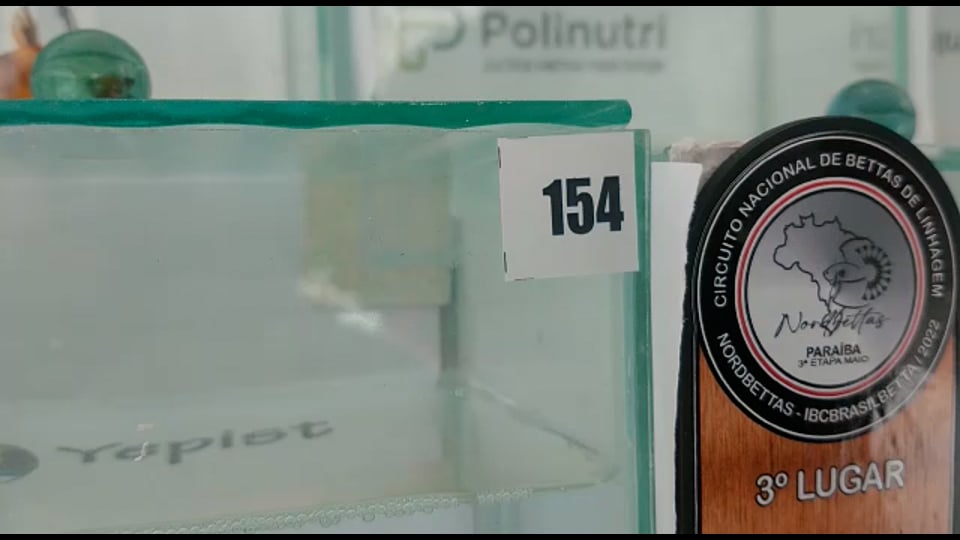 Polinutri
154
CIRCUITO NACIONAL DE BETTAS DE LINHAGEM
NordBettas
PARAÍBA
3ª ETAPA MAIO
NORDBETTAS - IBCBRASILBETTA / 2022
3º LUGAR